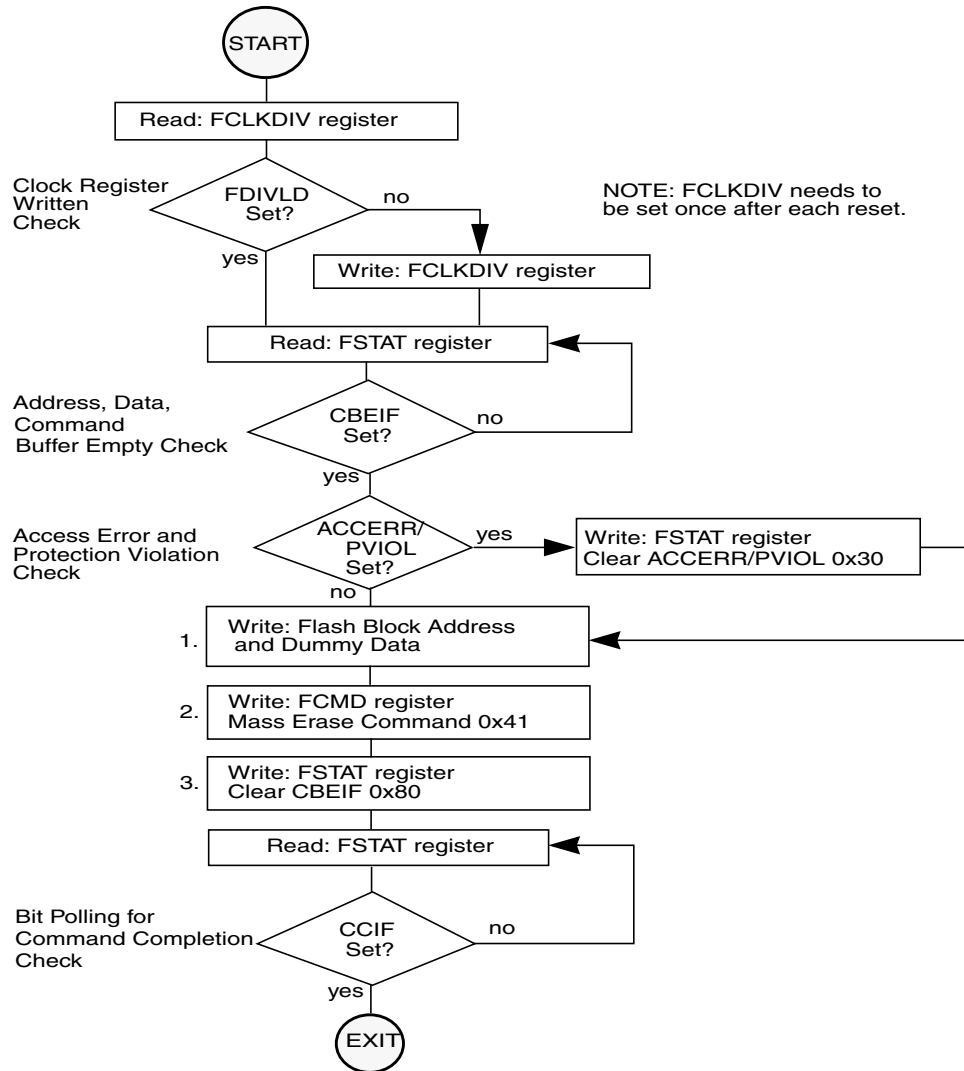 START
Read: FCLKDIV register
Clock Register
Written
Check
FDIVLD
Set?
no
yes
NOTE: FCLKDIV needs to
be set once after each reset.
Write: FCLKDIV register
Read: FSTAT register
Address, Data,
Command
Buffer Empty Check
CBEIF
Set?
no
yes
Access Error and
Protection Violation
Check
ACCERR/
PVIOL
Set?
yes
no
Write: FSTAT register
Clear ACCERR/PVIOL 0x30
1.
Write: Flash Block Address
and Dummy Data
2.
Write: FCMD register
Mass Erase Command 0x41
3.
Write: FSTAT register
Clear CBEIF 0x80
Read: FSTAT register
Bit Polling for
Command Completion
Check
CCIF
Set?
no
yes
EXIT